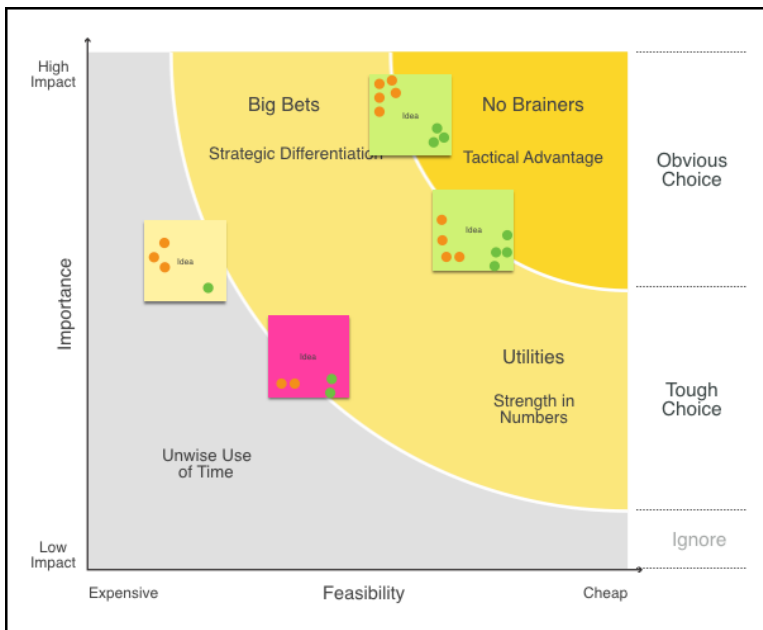 High
Impact
Big Bets
No Brainers
Idea
Strategic Differentiation
Tactical Advantage
Obvious
Choice
Idea
Idea
Importance
Idea
Utilities
Strength in
Numbers
Tough
Choice
Unwise Use
of Time
Ignore
Low
Impact
Expensive
Feasibility
Cheap